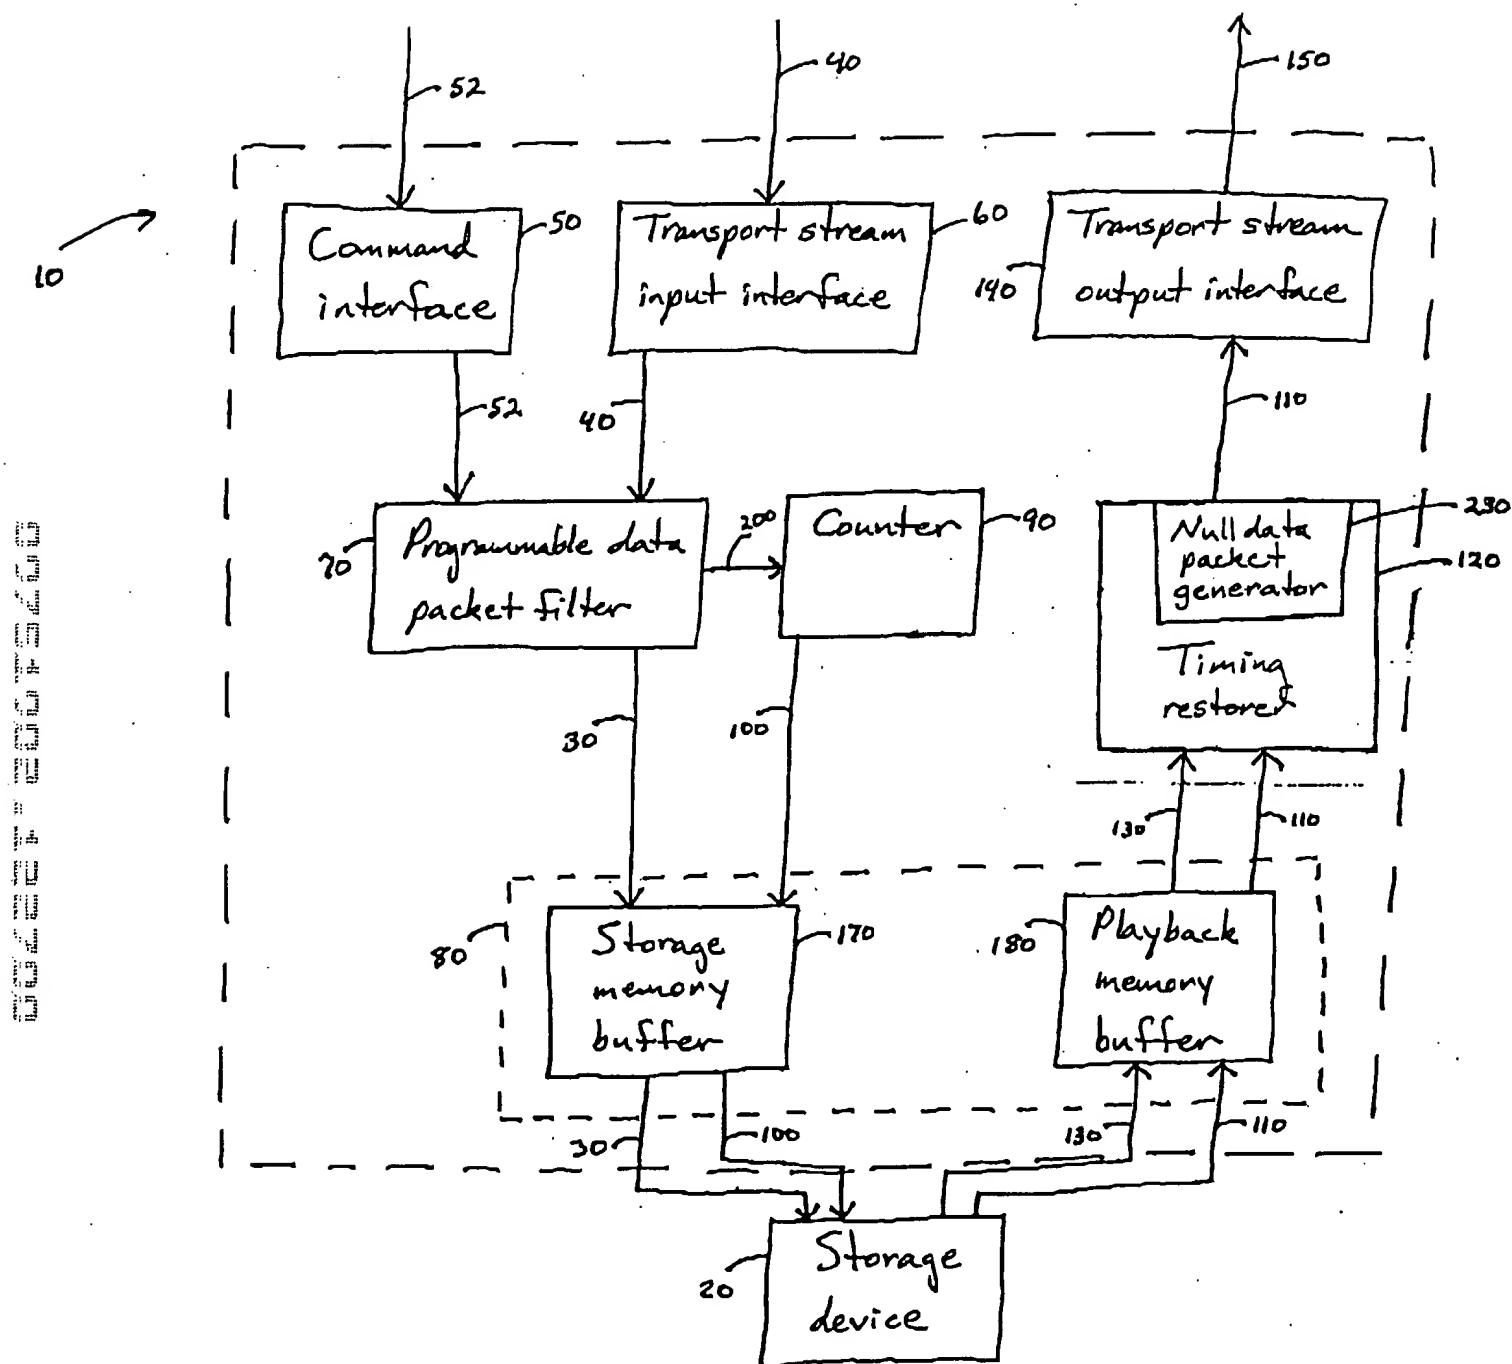 52
40
150
10
Command
interface
50
Transport stream
input interface
60
Transport stream
output interface
140
52
40
110
Programmable data
packet filter
70
200
Counter
90
Null data
packet
generator
230
120
Timing
restorer
30
100
130
110
80
Storage
memory
buffer
170
180
Playback
memory
buffer
30
100
130
110
20
Storage
device